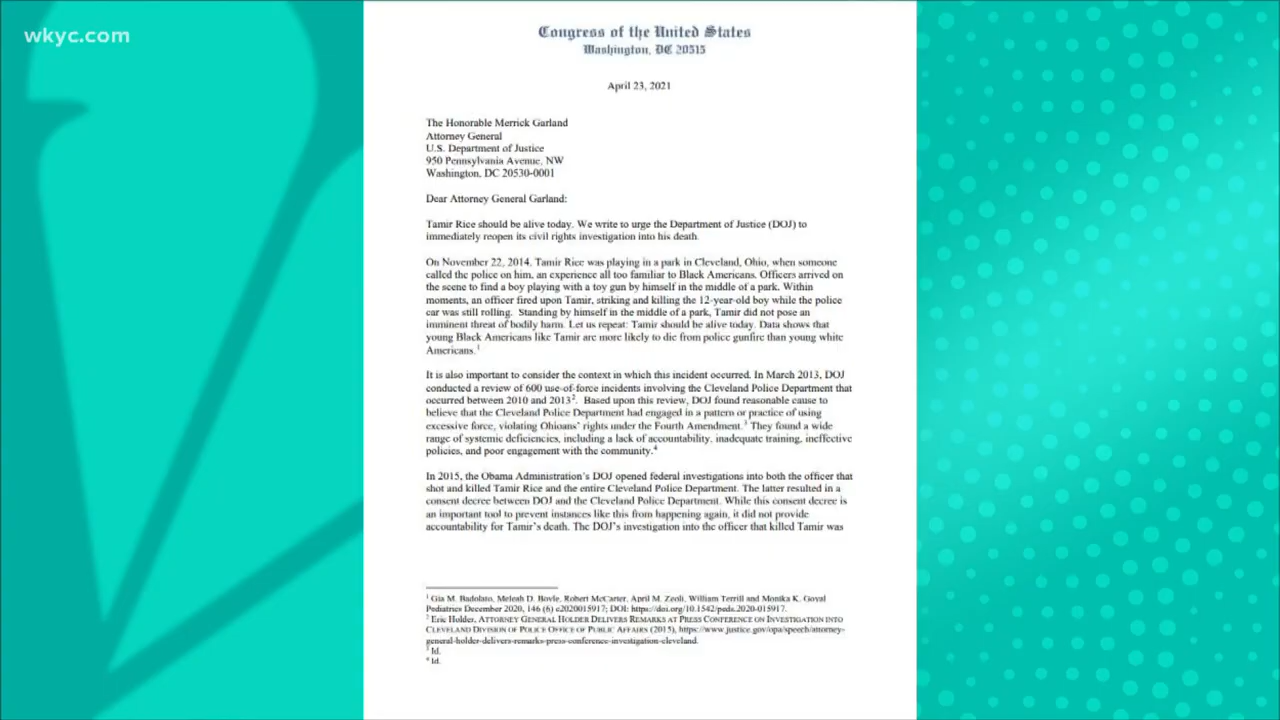 wkyc.com
Congress of the United States
Washington, DC 20515
April 23, 2021
The Honorable Merrick Garland
Attorney General
U.S. Department of Justice
950 Pennsylvania Avenue, NW
Washington, DC 20530-0001
Dear Attorney General Garland:
Tamir Rice should be alive today. We write to urge the Department of Justice (DOJ) to
immediately reopen its civil rights investigation into his death.
On November 22, 2014, Tamir Rice was playing in a park in Cleveland, Ohio, when someone
called the police on him, an experience all too familiar to Black Americans. Officers arrived on
the scene to find a boy playing with a toy gun by himself in the middle of a park. Within
moments, an officer fired upon Tamir, striking and killing the 12-year-old boy while the police
car was still rolling. Standing by himself in the middle of a park, Tamir did not pose an
imminent threat of bodily harm. Let us repeat: Tamir should be alive today. Data shows that
young Black Americans like Tamir are more likely to die from police gunfire than young white
Americans.1
It is also important to consider the context in which this incident occurred. In March 2013, DOJ
conducted a review of 600 use-of-force incidents involving the Cleveland Police Department that
occurred between 2010 and 20132. Based upon this review, DOJ found reasonable cause to
believe that the Cleveland Police Department had engaged in a pattern or practice of using
excessive force, violating Ohioans' rights under the Fourth Amendment.3 They found a wide
range of systemic deficiencies, including a lack of accountability, inadequate training, ineffective
policies, and poor engagement with the community.4
In 2015, the Obama Administration's DOJ opened federal investigations into both the officer that
shot and killed Tamir Rice and the entire Cleveland Police Department. The latter resulted in a
consent decree between DOJ and the Cleveland Police Department. While this consent decree is
an important tool to prevent instances like this from happening again, it did not provide
accountability for Tamir's death. The DOJ's investigation into the officer that killed Tamir was
1 Gia M. Badolato, Meleah D. Boyle, Robert McCarter, April M. Zeoli, William Terrill and Monika K. Goyal
Pediatrics December 2020, 146 (6) e2020015917; DOI: https://doi.org/10.1542/peds.2020-015917.
2 Eric Holder, ATTORNEY GENERAL HOLDER DELIVERS REMARKS AT PRESS CONFERENCE ON INVESTIGATION INTO
CLEVELAND DIVISION OF POLICE OFFICE OF PUBLIC AFFAIRS (2015), https://www.justice.gov/opa/speech/attorney-
general-holder-delivers-remarks-press-conference-investigation-cleveland.
3 Id.
4 Id.